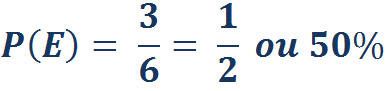 P(E) = 3/6 = 1/2 ou 50%